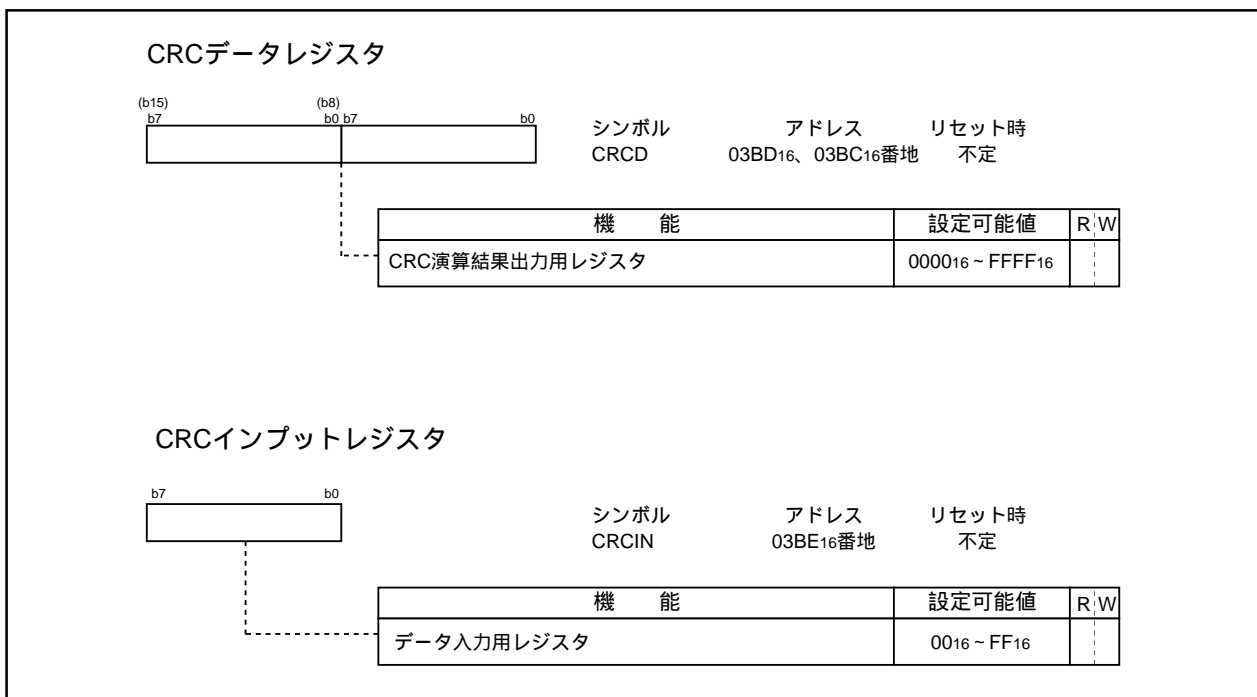 CRCデータレジスタ
(b15) (b8)
b7 b0 b7 b0
シンボル アドレス リセット時
CRCD 03BD16、03BC16番地 不定
機 能 設定可能値 R W
CRC演算結果出力用レジスタ 000016 ~ FFFF16
CRCインプットレジスタ
b7 b0
シンボル アドレス リセット時
CRCIN 03BE16番地 不定
機 能 設定可能値 R W
データ入力用レジスタ 0016 ~ FF16